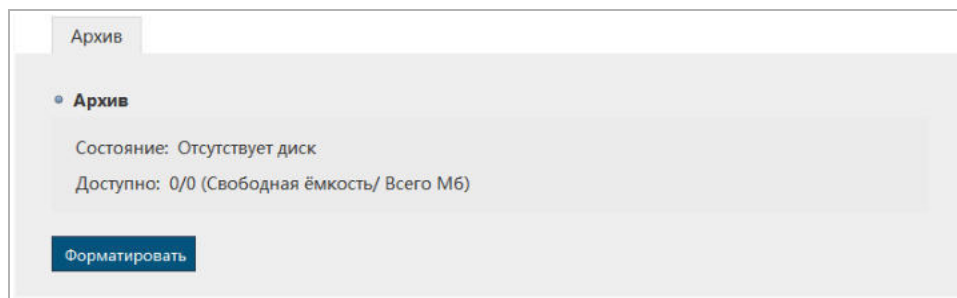 Архив
Архив
Состояние: Отсутствует диск
Доступно: 0/0 (Свободная ёмкость/ Всего Мб)
Форматировать